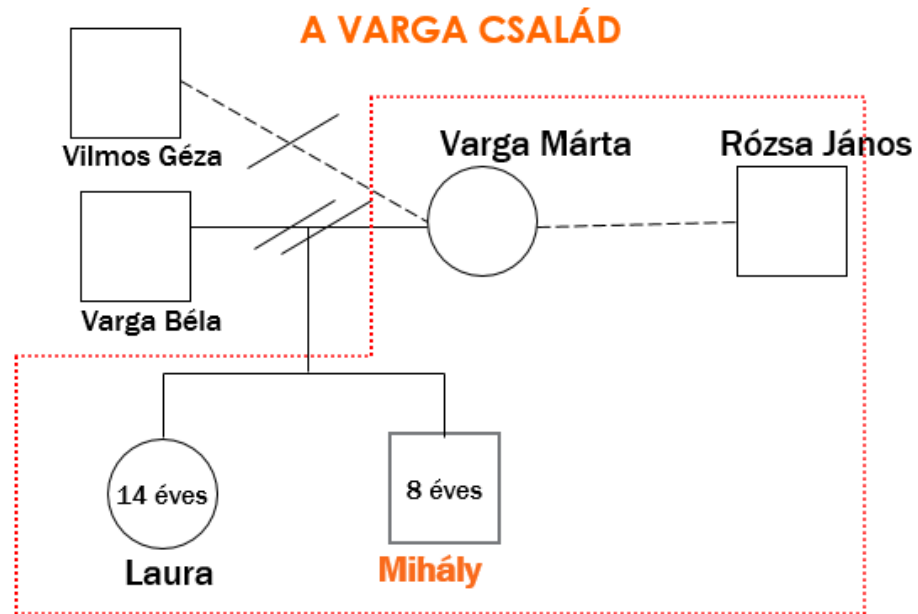 A VARGA CSALÁD
Vilmos Géza
Varga Márta
Rózsa János
Varga Béla
14 éves
8 éves
Laura
Mihály